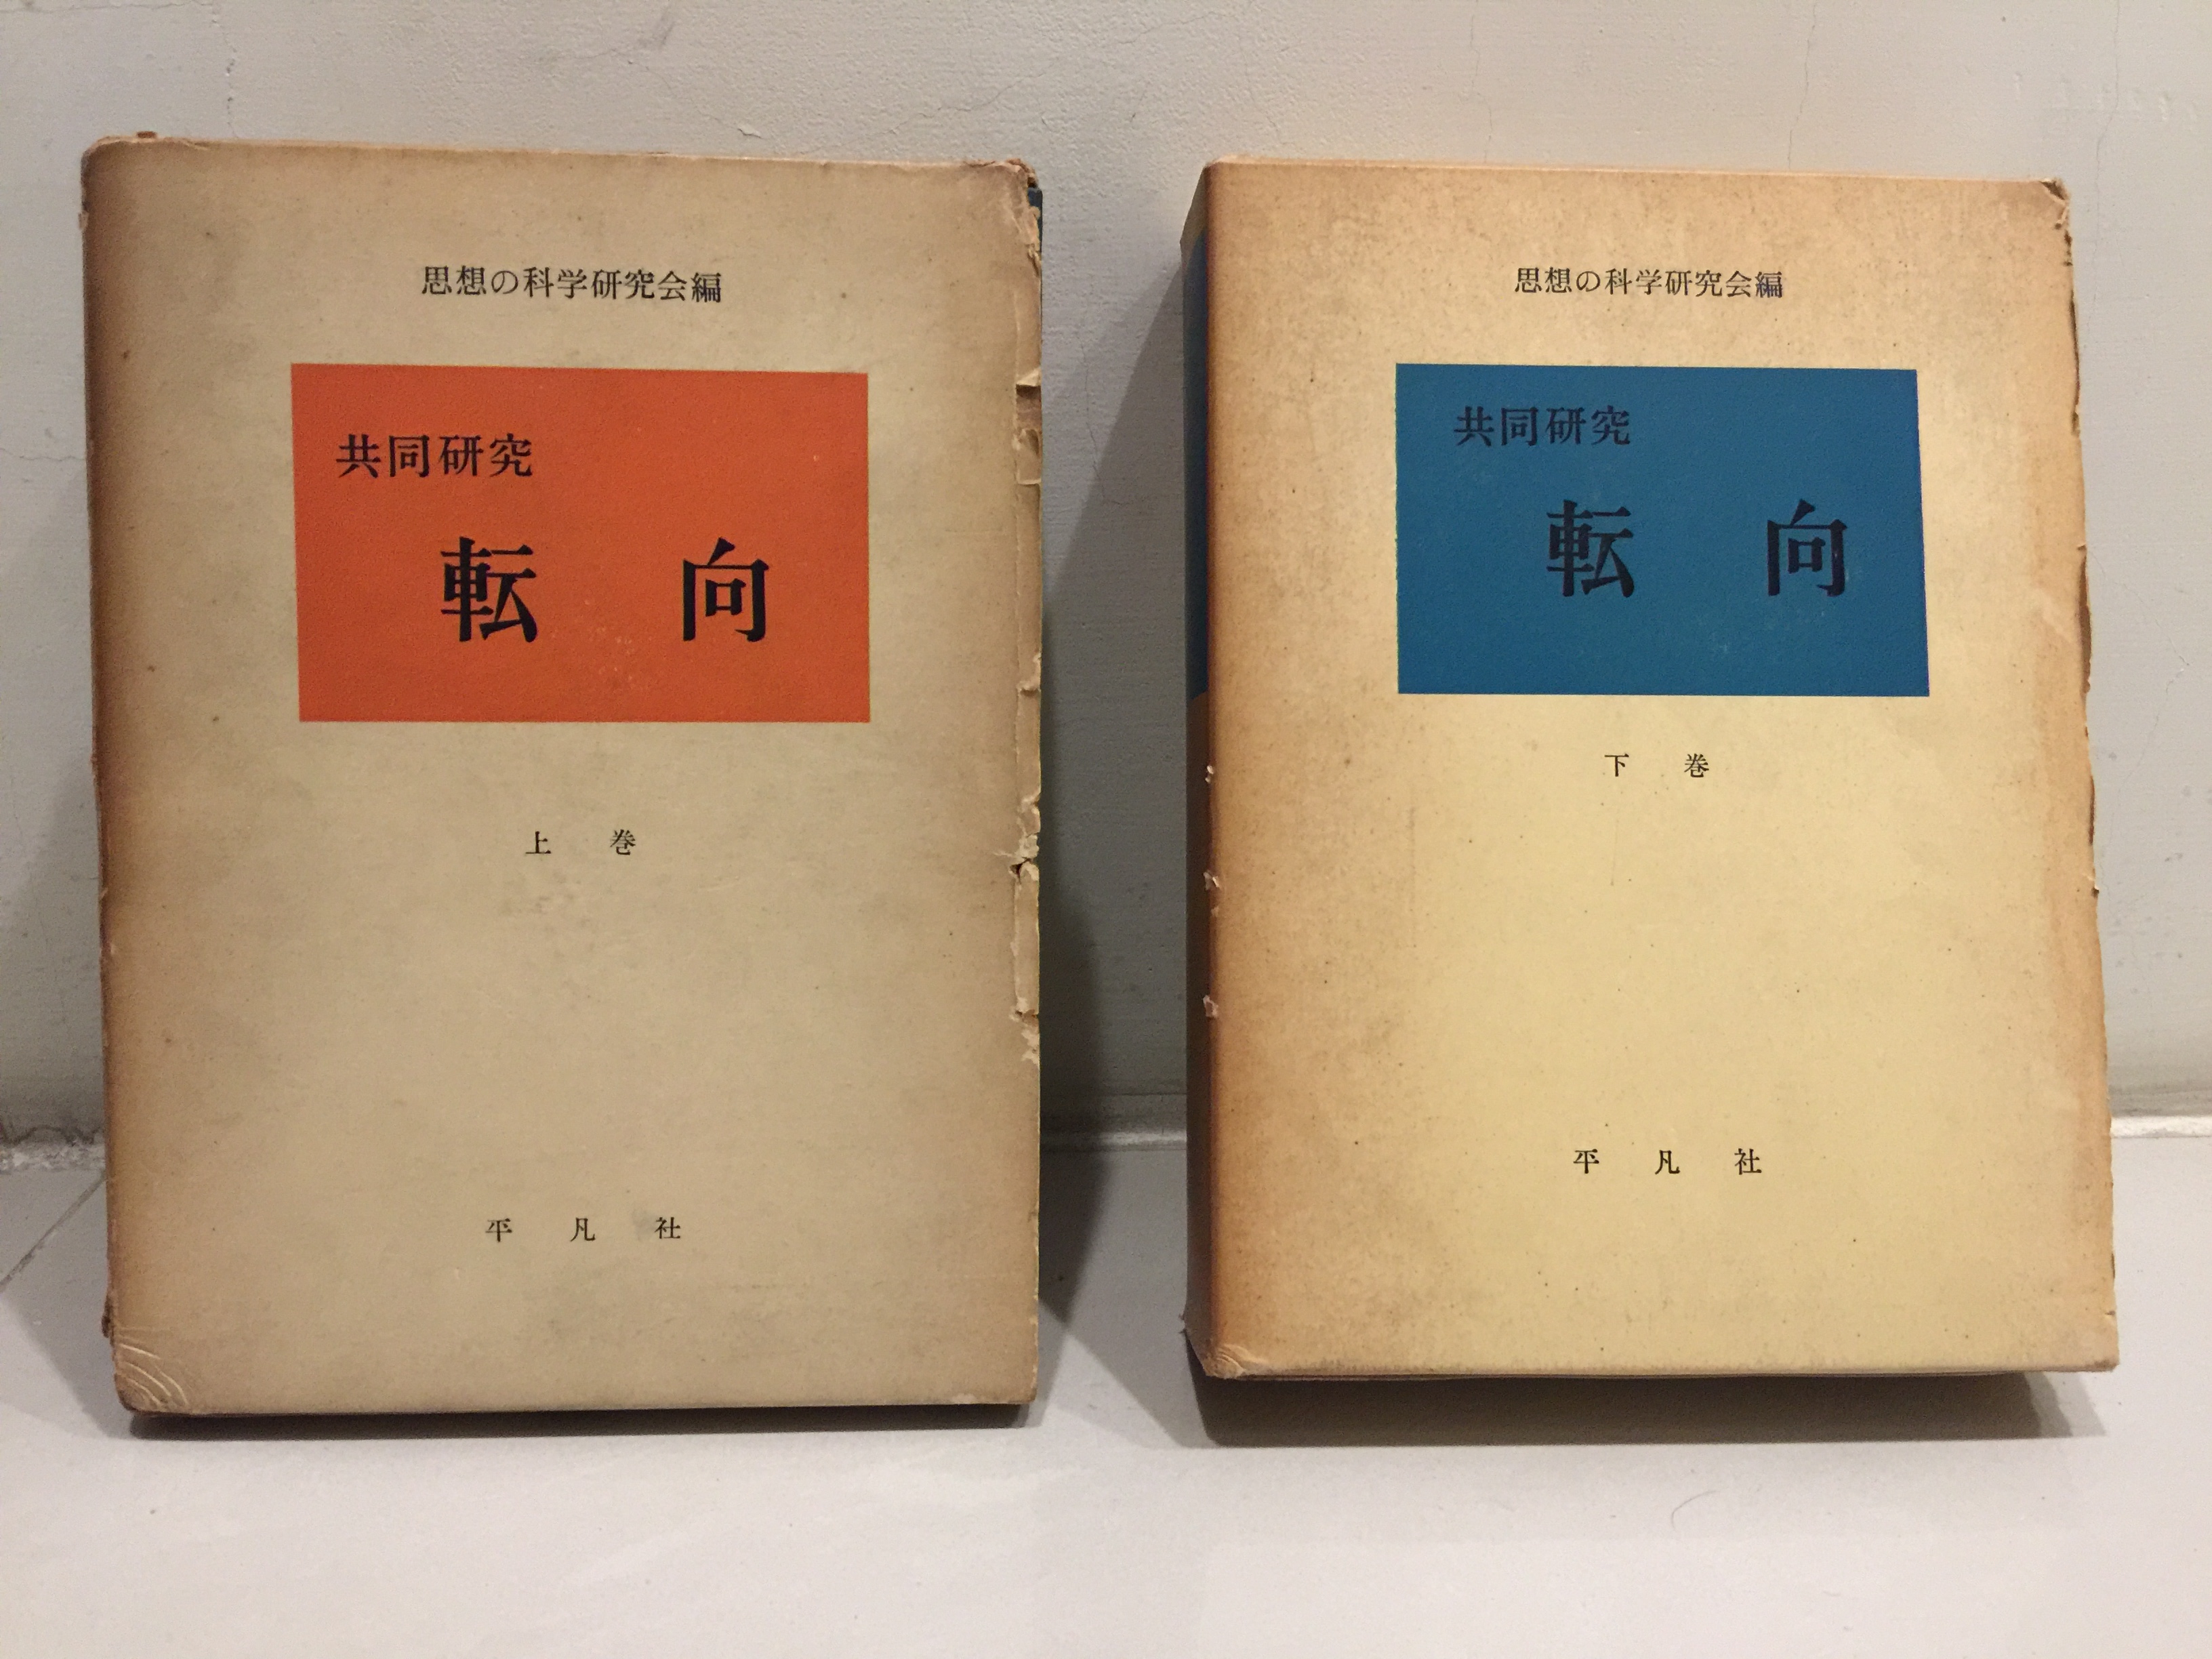 思想の科学研究会編
共同研究
転向
上巻
平凡社
思想の科学研究会編
共同研究
転向
下巻
平凡社